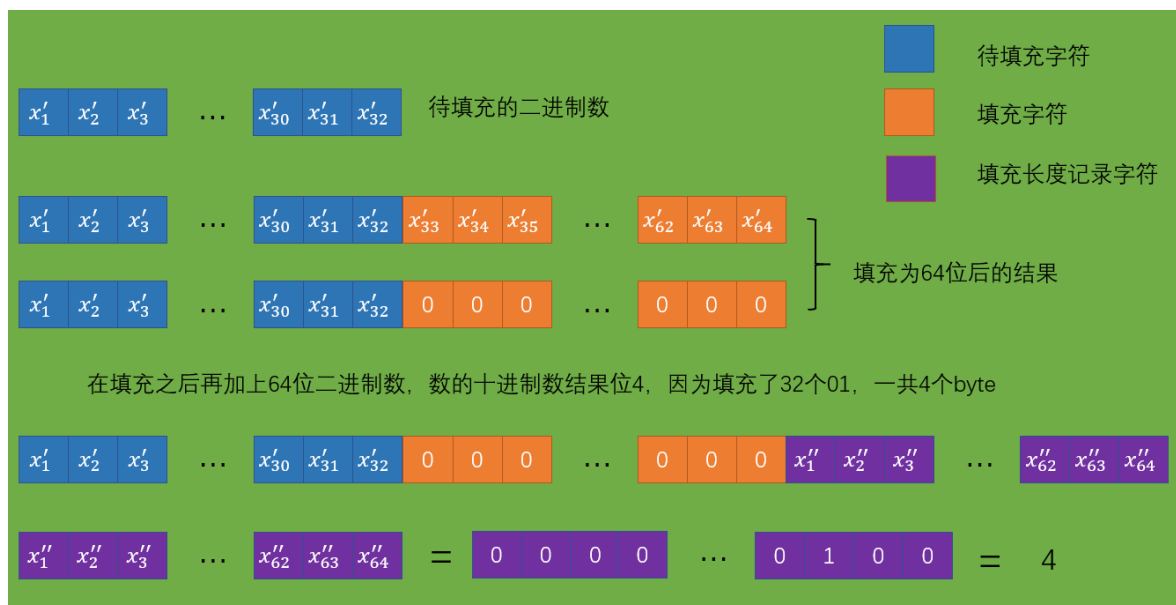 待填充字符
x′1 x′2 x′3 … x′30 x′31 x′32 待填充的二进制数
填充字符
填充长度记录字符
x′1 x′2 x′3 … x′30 x′31 x′32 x′33 x′34 x′35 … x′62 x′63 x′64
填充为64位后的结果
x′1 x′2 x′3 … x′30 x′31 x′32 0 0 0 … 0 0 0
在填充之后再加上64位二进制数，数的十进制数结果位4，因为填充了32个01，一共4个byte
x′1 x′2 x′3 … x′30 x′31 x′32 0 0 0 … 0 0 0 x″1 x″2 x″3 … x″62 x″63 x″64
x″1 x″2 x″3 … x″62 x″63 x″64 = 0 0 0 0 … 0 1 0 0 = 4